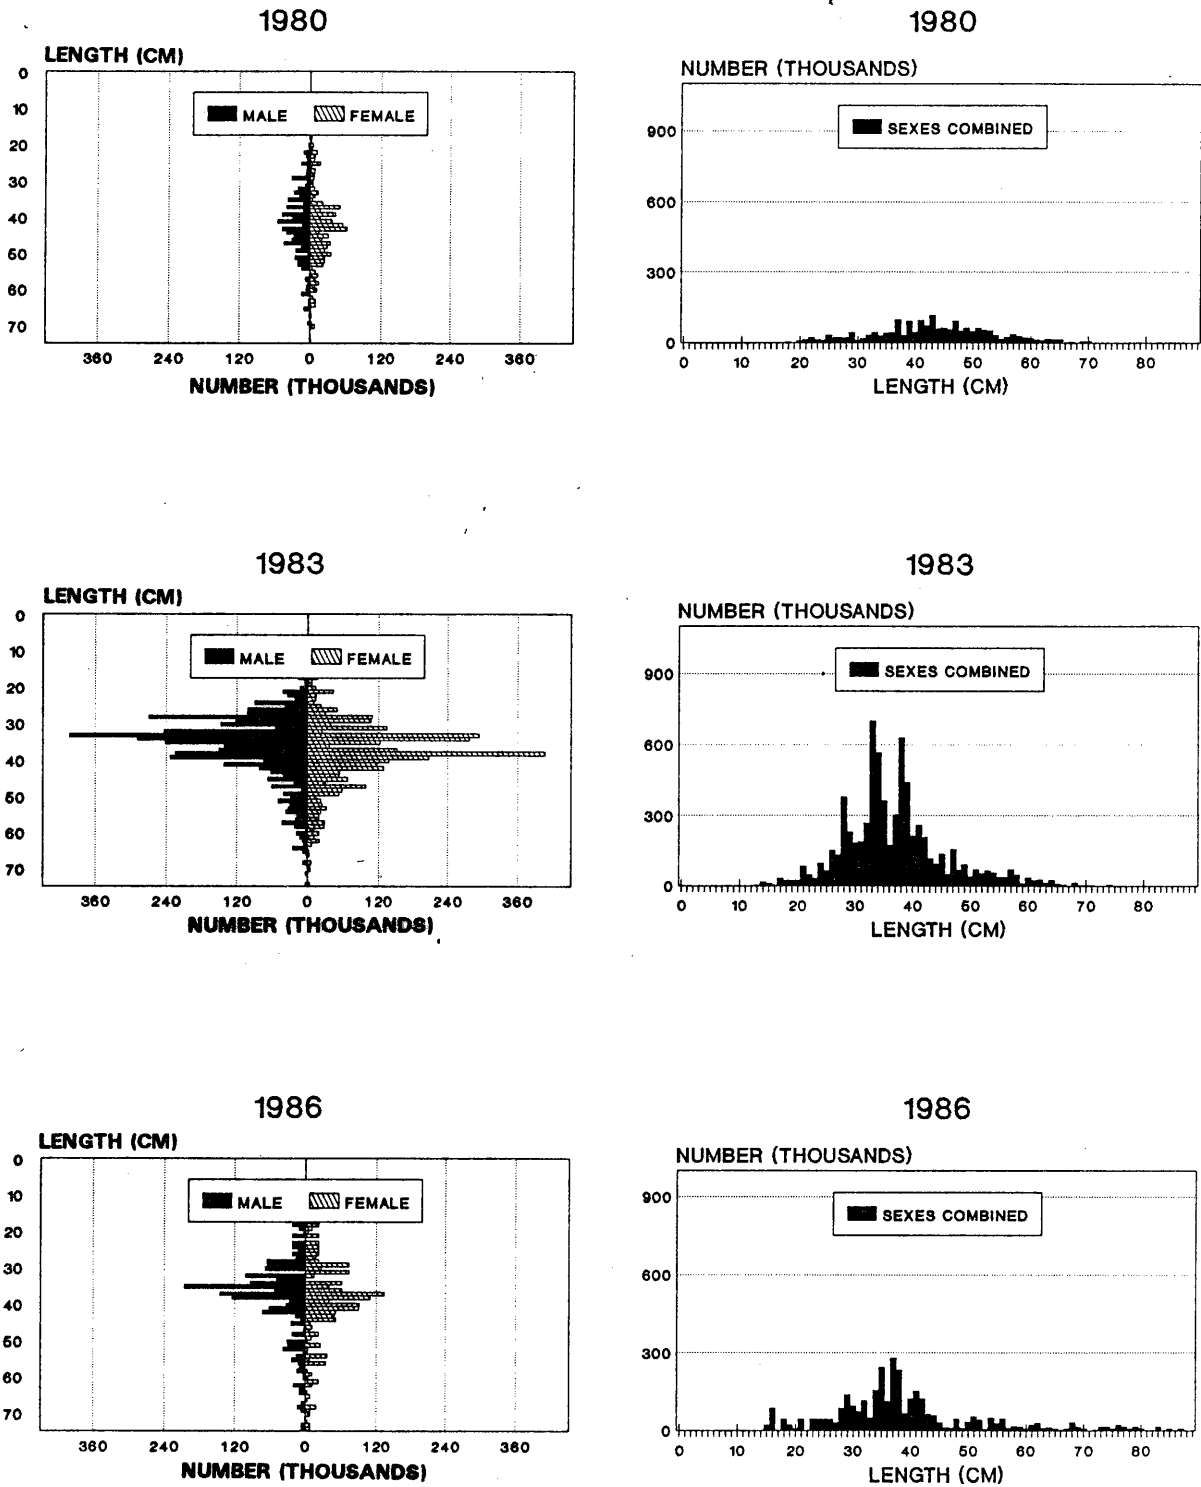 1980
LENGTH (CM)
0
10
20
30
40
50
60
70
MALE FEMALE
360 240 120 0 120 240 360
NUMBER (THOUSANDS)
1980
NUMBER (THOUSANDS)
900
600
300
0
SEXES COMBINED
0 10 20 30 40 50 60 70 80
LENGTH (CM)
1983
LENGTH (CM)
0
10
20
30
40
50
60
70
MALE FEMALE
360 240 120 0 120 240 360
NUMBER (THOUSANDS)
1983
NUMBER (THOUSANDS)
900
600
300
0
SEXES COMBINED
0 10 20 30 40 50 60 70 80
LENGTH (CM)
1986
LENGTH (CM)
0
10
20
30
40
50
60
70
MALE FEMALE
360 240 120 0 120 240 360
NUMBER (THOUSANDS)
1986
NUMBER (THOUSANDS)
900
600
300
0
SEXES COMBINED
0 10 20 30 40 50 60 70 80
LENGTH (CM)